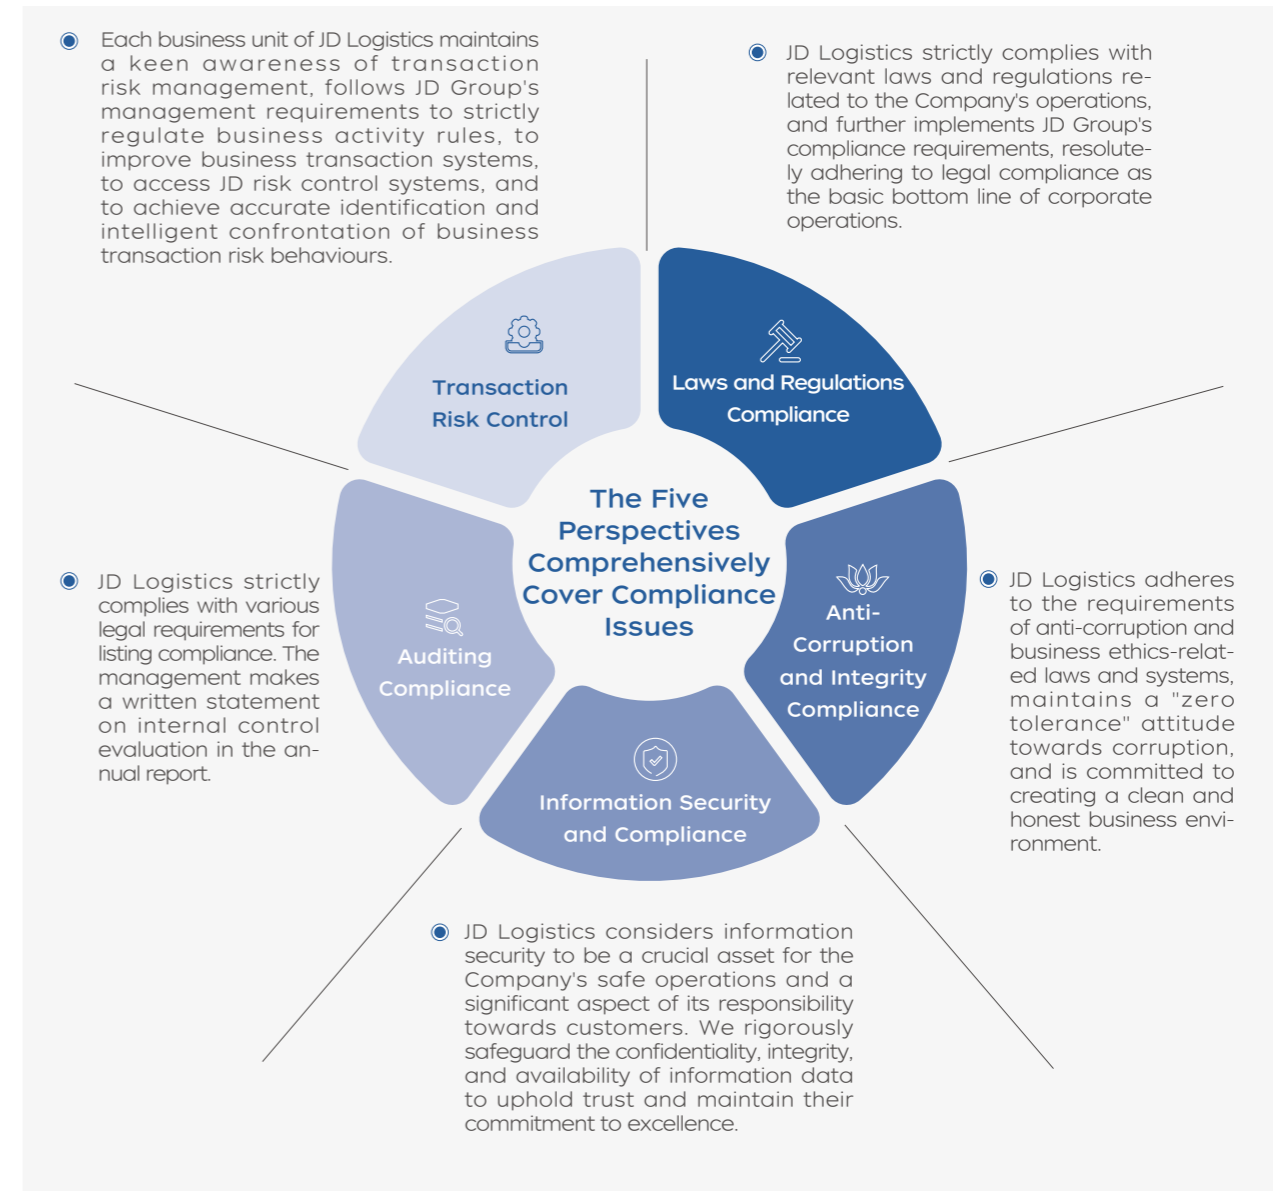 Each business unit of JD Logistics maintains
a keen awareness of transaction
risk management, follows JD Group's
management requirements to strictly
regulate business activity rules, to
improve business transaction systems,
to access JD risk control systems, and
to achieve accurate identification and
intelligent confrontation of business
transaction risk behaviours.
JD Logistics strictly complies with
relevant laws and regulations re-
lated to the Company's operations,
and further implements JD Group's
compliance requirements, resolute-
ly adhering to legal compliance as
the basic bottom line of corporate
operations.
Transaction
Risk Control
Laws and Regulations
Compliance
The Five
Perspectives
Comprehensively
Cover Compliance
Issues
JD Logistics strictly
complies with various
legal requirements for
listing compliance. The
management makes
a written statement
on internal control
evaluation in the an-
nual report.
Auditing
Compliance
Anti-
Corruption
and Integrity
Compliance
JD Logistics adheres
to the requirements
of anti-corruption and
business ethics-relat-
ed laws and systems,
maintains a "zero
tolerance" attitude
towards corruption,
and is committed to
creating a clean and
honest business envi-
ronment.
Information Security
and Compliance
JD Logistics considers information
security to be a crucial asset for the
Company's safe operations and a
significant aspect of its responsibility
towards customers. We rigorously
safeguard the confidentiality, integrity,
and availability of information data
to uphold trust and maintain their
commitment to excellence.